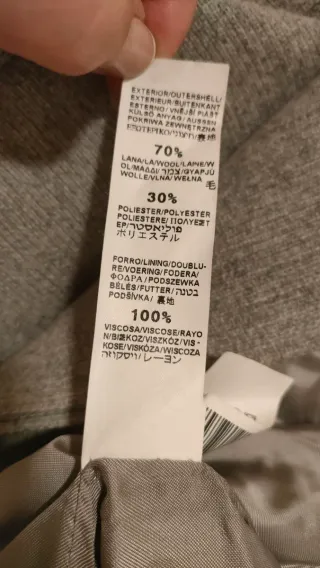 EXTERIOR/OUTERSHELL/
EXTERIEUR/BUITENKANT
ESTERNO/VNĚJŠÍ PLÁŠŤ
KÜLSŐ ANYAG/AUSSEN
POKRIWA ZEWNĘTRZNA
ΕΞΩΤΕΡΙΚΟ/חיצוני/裏地
70%
LANA/LA/WOOL/LAINE/W
OL/ΜΑΛΛΙ/צמר/GYAPJÚ
WOLLE/VLNA/WEŁNA 毛
30%
POLIESTER/POLYESTER
POLIESTERE/ΠΟΛΥΕΣΤ
ΕΡ/פוליאסטר
ポリエステル
FORRO/LINING/DOUBLU-
RE/VOERING/FODERA/
ΦΟΔΡΑ/PODSZEWKA
BÉLÉS/FUTTER/בטנה
PODŠÍVKA/裏地
100%
VISCOSA/VISCOSE/RAYO
N/ΒΙΣΚΟΖ/VISZKÓZ/VIS-
KOSE/VISKÓZA/WISCOZA
ויסקוזה/レーヨン